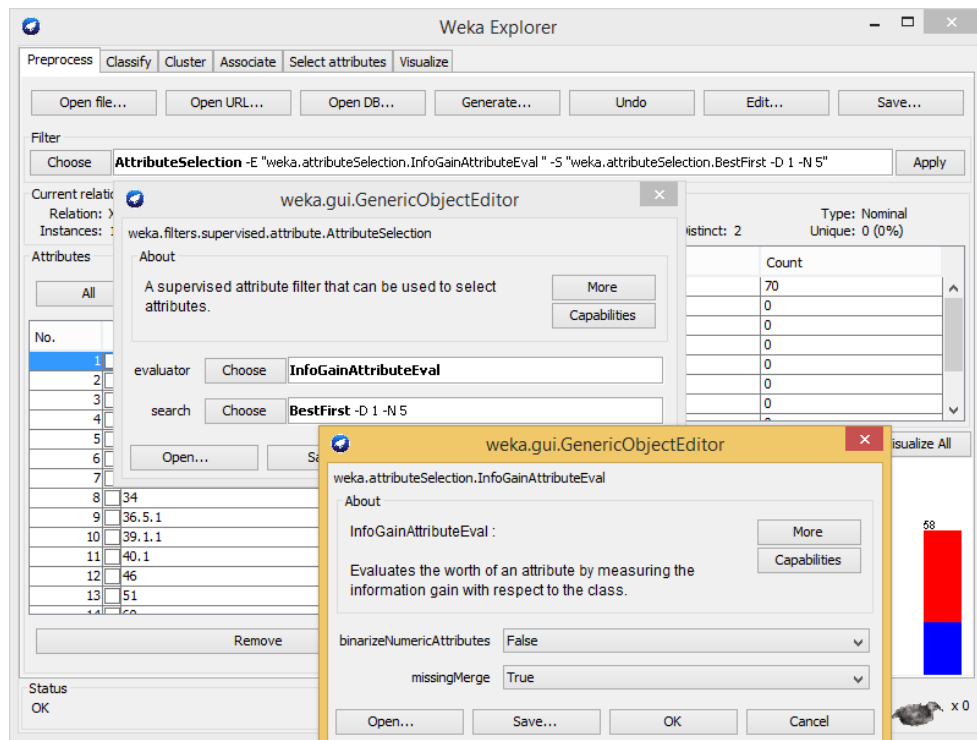 Weka Explorer
Preprocess Classify Cluster Associate Select attributes Visualize
Open file... Open URL... Open DB... Generate... Undo Edit... Save...
Filter
Choose AttributeSelection -E "weka.attributeSelection.InfoGainAttributeEval " -S "weka.attributeSelection.BestFirst -D 1 -N 5" Apply
Current
Relation:
Instances:
Type: Nominal
Distinct: 2 Unique: 0 (0%)
Attributes
All
No.
1
2
3
4
5
6
7
8 34
9 36.5.1
10 39.1.1
11 40.1
12 46
13 51
Remove
Status
OK
Count
70
0
0
0
0
0
0
Visualize All
58
x 0
weka.gui.GenericObjectEditor
weka.filters.supervised.attribute.AttributeSelection
About
A supervised attribute filter that can be used to select
attributes.
More
Capabilities
evaluator Choose InfoGainAttributeEval
search Choose BestFirst -D 1 -N 5
Open...
weka.gui.GenericObjectEditor
weka.attributeSelection.InfoGainAttributeEval
About
InfoGainAttributeEval :
Evaluates the worth of an attribute by measuring the
information gain with respect to the class.
More
Capabilities
binarizeNumericAttributes False
missingMerge True
Open... Save... OK Cancel